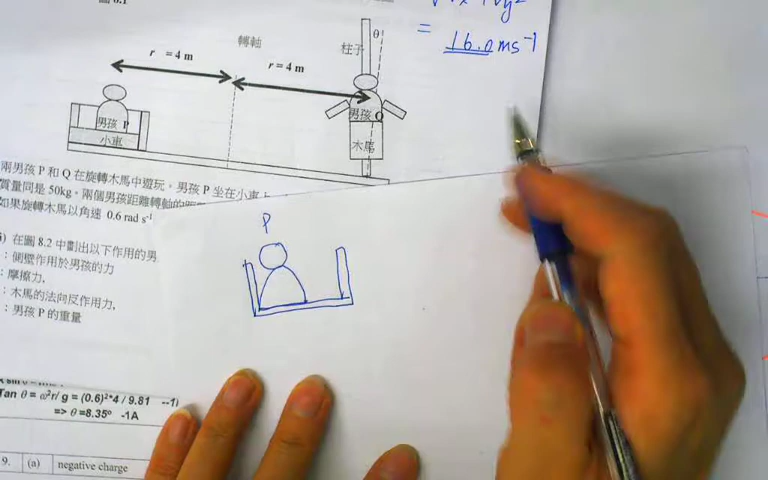 = 16.0 ms⁻¹
轉軸
柱子
θ
r = 4 m
r = 4 m
男孩 P
小車
男孩 Q
木馬
兩男孩 P 和 Q 在旋轉木馬中遊玩，男孩 P 坐在小車上
質量同是 50kg，兩個男孩距離轉軸的
如果旋轉木馬以角速 0.6 rad s⁻¹
P
在圖 8.2 中劃出以下作用的男
: 側壁作用於男孩的力
: 摩擦力,
: 木馬的法向反作用力,
: 男孩 P 的重量
Tan θ = ω²r/ g = (0.6)²*4 / 9.81 --1)
=> θ =8.35º -1A
9. (a) negative charge